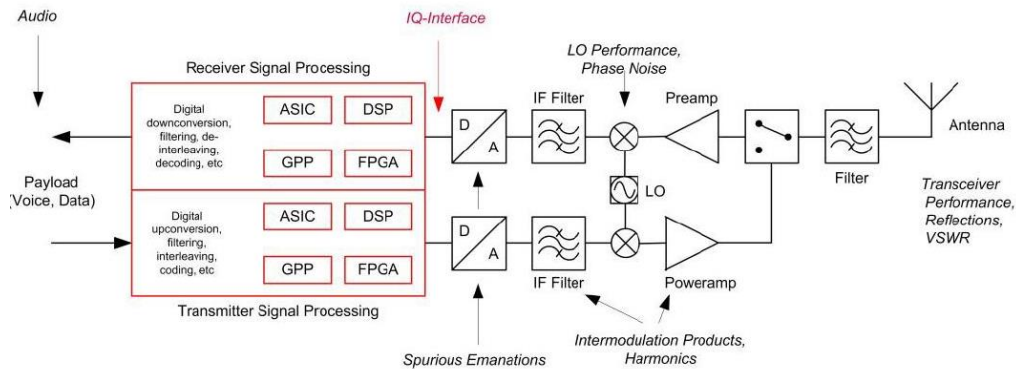 Audio
IQ-Interface
LO Performance,
Phase Noise
Receiver Signal Processing
Digital
downconversion,
filtering, de-
interleaving,
decoding, etc
ASIC
DSP
GPP
FPGA
D
A
IF Filter
Preamp
Antenna
Filter
LO
Payload
(Voice, Data)
Transceiver
Performance,
Reflections,
VSWR
Digital
upconversion,
filtering,
interleaving,
coding, etc
ASIC
DSP
GPP
FPGA
D
A
IF Filter
Poweramp
Transmitter Signal Processing
Spurious Emanations
Intermodulation Products,
Harmonics